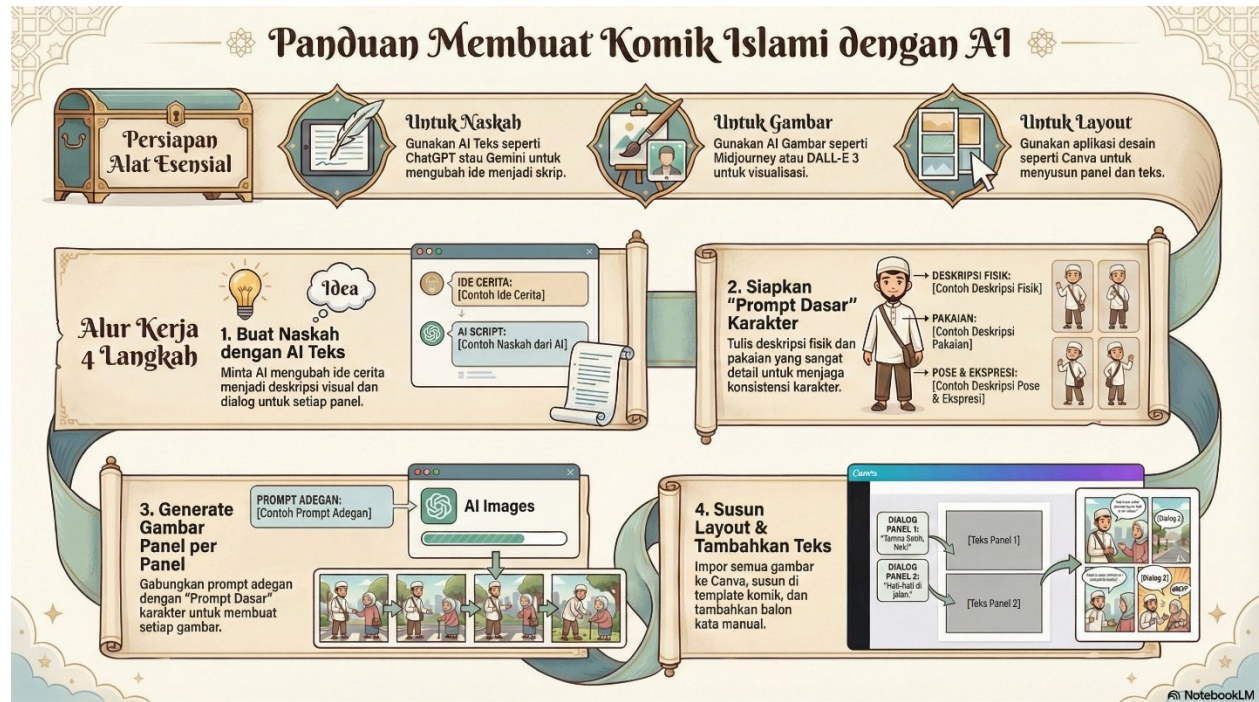 Panduan Membuat Komik Islami dengan AI
Persiapan
Alat Esensial
Untuk Naskah
Gunakan AI Teks seperti
ChatGPT stau Gemini untuk
mengubah ide menjadi skrip.
Untuk Gambar
Gunakan AI Gambar seperti
Midjourney atau DALL-E 3
untuk visualisasi.
Untuk Layout
Gunakan aplikasi desain
seperti Canva untuk
menyusun panel dan teks.
Alur Kerja
4 Langkah
Idea
1. Buat Naskah
dengan AI Teks
Minta AI mengubah ide cerita
menjadi deskripsi visual dan
dialog untuk setiap panel.
IDE CERITA:
[Contoh Ide Cerita]
AI SCRIPT:
[Contoh Naskah dari AI]
2. Siapkan
"Prompt Dasar"
Karakter
Tulis deskripsi fisik dan
pakaian yang sangat
detail untuk menjaga
konsistensi karakter.
DESKRIPSI FISIK:
[Contoh Deskripsi Fisik]
PAKAIAN:
[Contoh Deskripsi
Pakaian]
POSE & EKSPRESI:
[Contoh Deskripsi Pose
& Ekspresi]
3. Generate
Gambar
Panel per
Panel
Gabungkan prompt adegan
dengan "Prompt Dasar"
karakter untuk membuat
setiap gambar.
PROMPT ADEGAN:
[Contoh Prompt Adegan]
AI Images
4. Susun
Layout &
Tambahkan Teks
Impor semua gambar
ke Canva, susun di
template komik, dan
tambahkan balon
kata manual.
DIALOG
PANEL 1:
DIALOG
PANEL 2:
"Hati-hati di
jalan."
[Teks Panel 1]
[Teks Panel 2]
[Dialog 2]
[Dialog 2]
NotebookLM